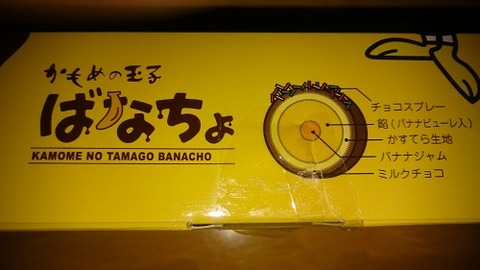 かもめの玉子
ばなちょ
KAMOME NO TAMAGO BANACHO
チョコスプレー
餡(バナナピューレ入)
かすてら生地
バナナジャム
ミルクチョコ